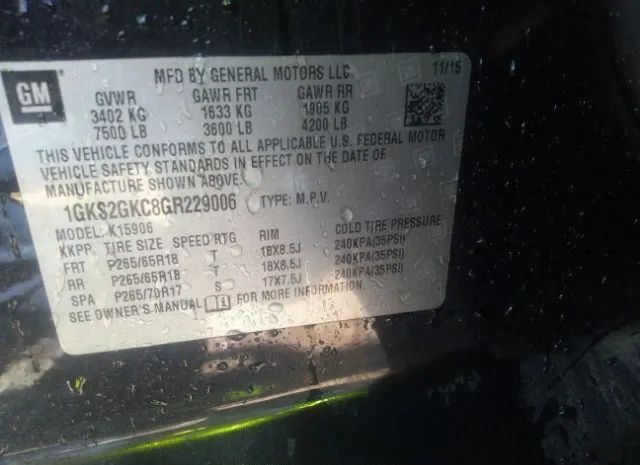 MFD BY GENERAL MOTORS LLC 11/15
GM
GVWR GAWR FRT GAWR RR
3402 KG 1633 KG 1905 KG
7500 LB 3600 LB 4200 LB
THIS VEHICLE CONFORMS TO ALL APPLICABLE U.S. FEDERAL MOTOR
VEHICLE SAFETY STANDARDS IN EFFECT ON THE DATE OF
MANUFACTURE SHOWN ABOVE.
1GKS2GKC8GR229006 TYPE: M.P.V.
MODEL: K15906
KKPP TIRE SIZE SPEED RTG RIM COLD TIRE PRESSURE
FRT P265/65R18 T 18X8.5J 240KPA(35PSI)
RR P265/65R18 T 18X8.5J 240KPA(35PSI)
SPA P265/70R17 S 17X7.5J 240KPA(35PSI)
SEE OWNER'S MANUAL FOR MORE INFORMATION.